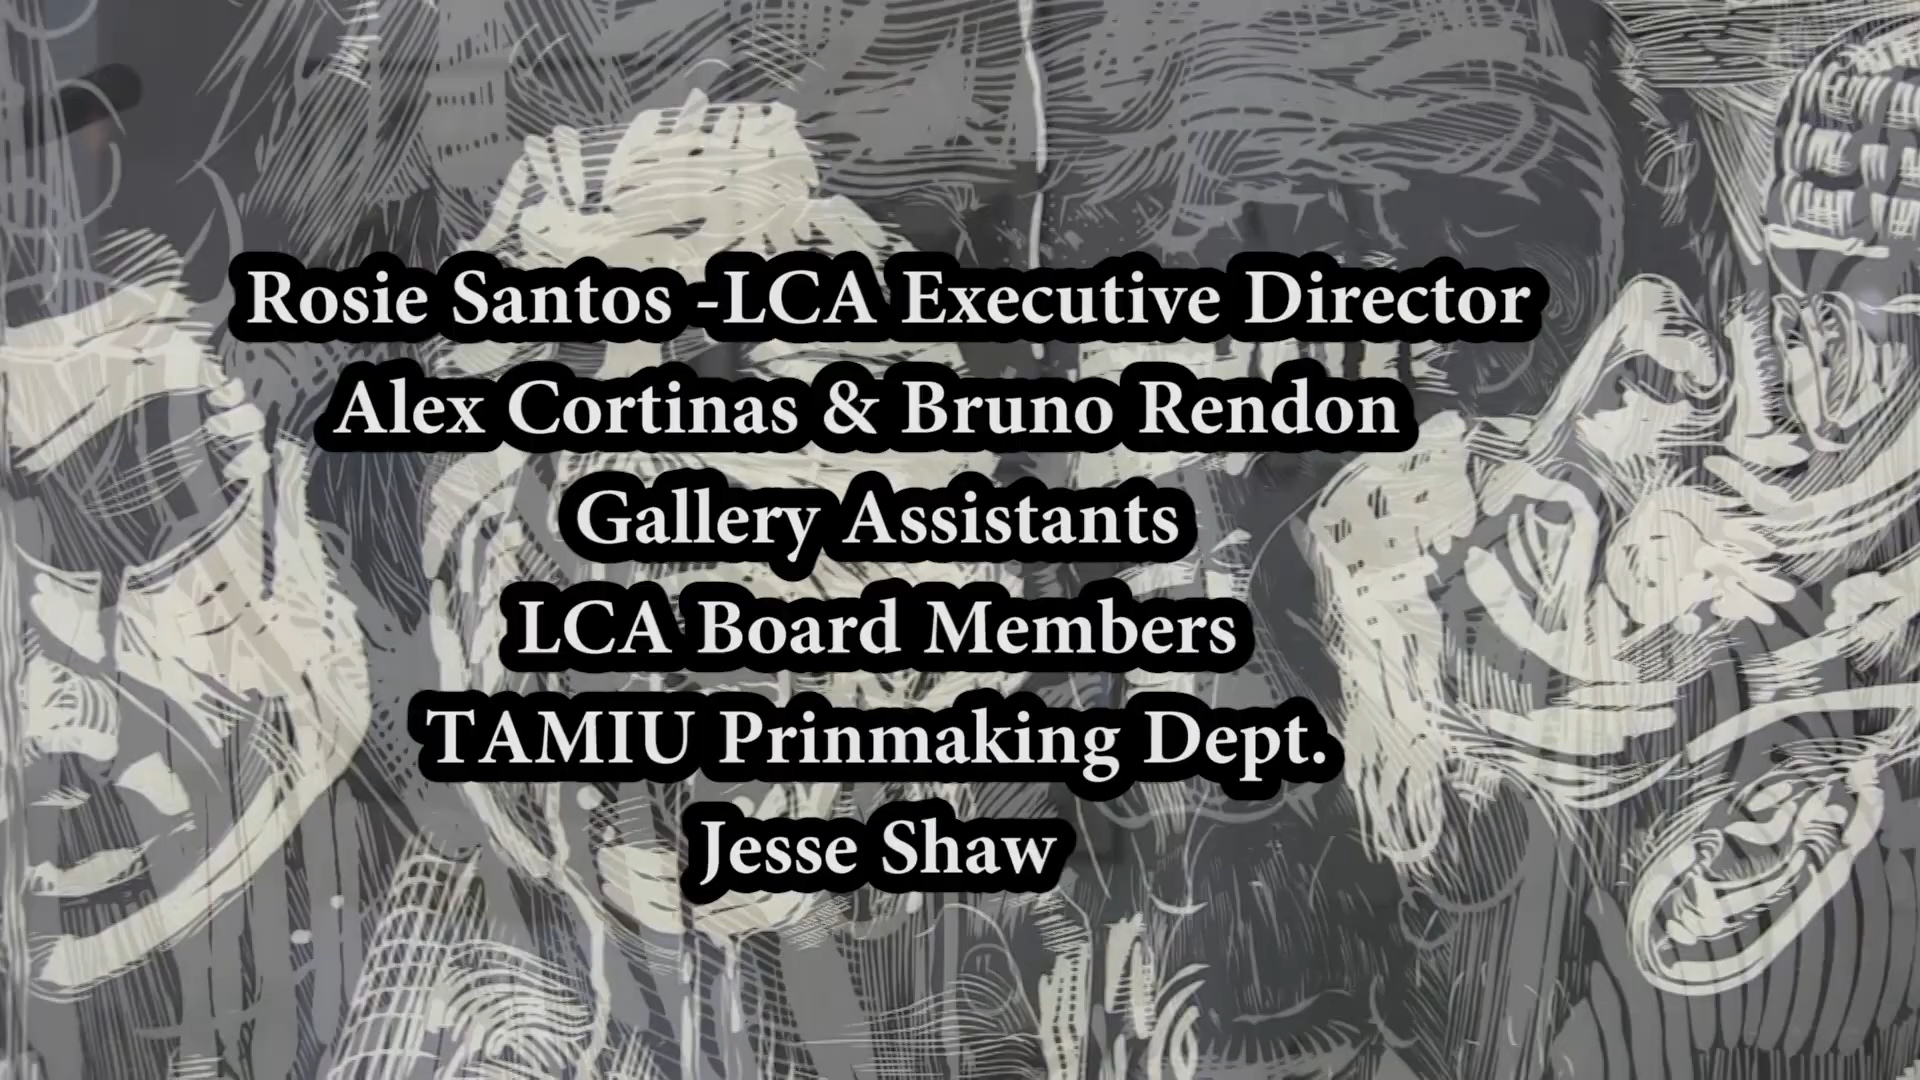 Rosie Santos -LCA Executive Director
Alex Cortinas & Bruno Rendon
Gallery Assistants
LCA Board Members
TAMIU Prinmaking Dept.
Jesse Shaw